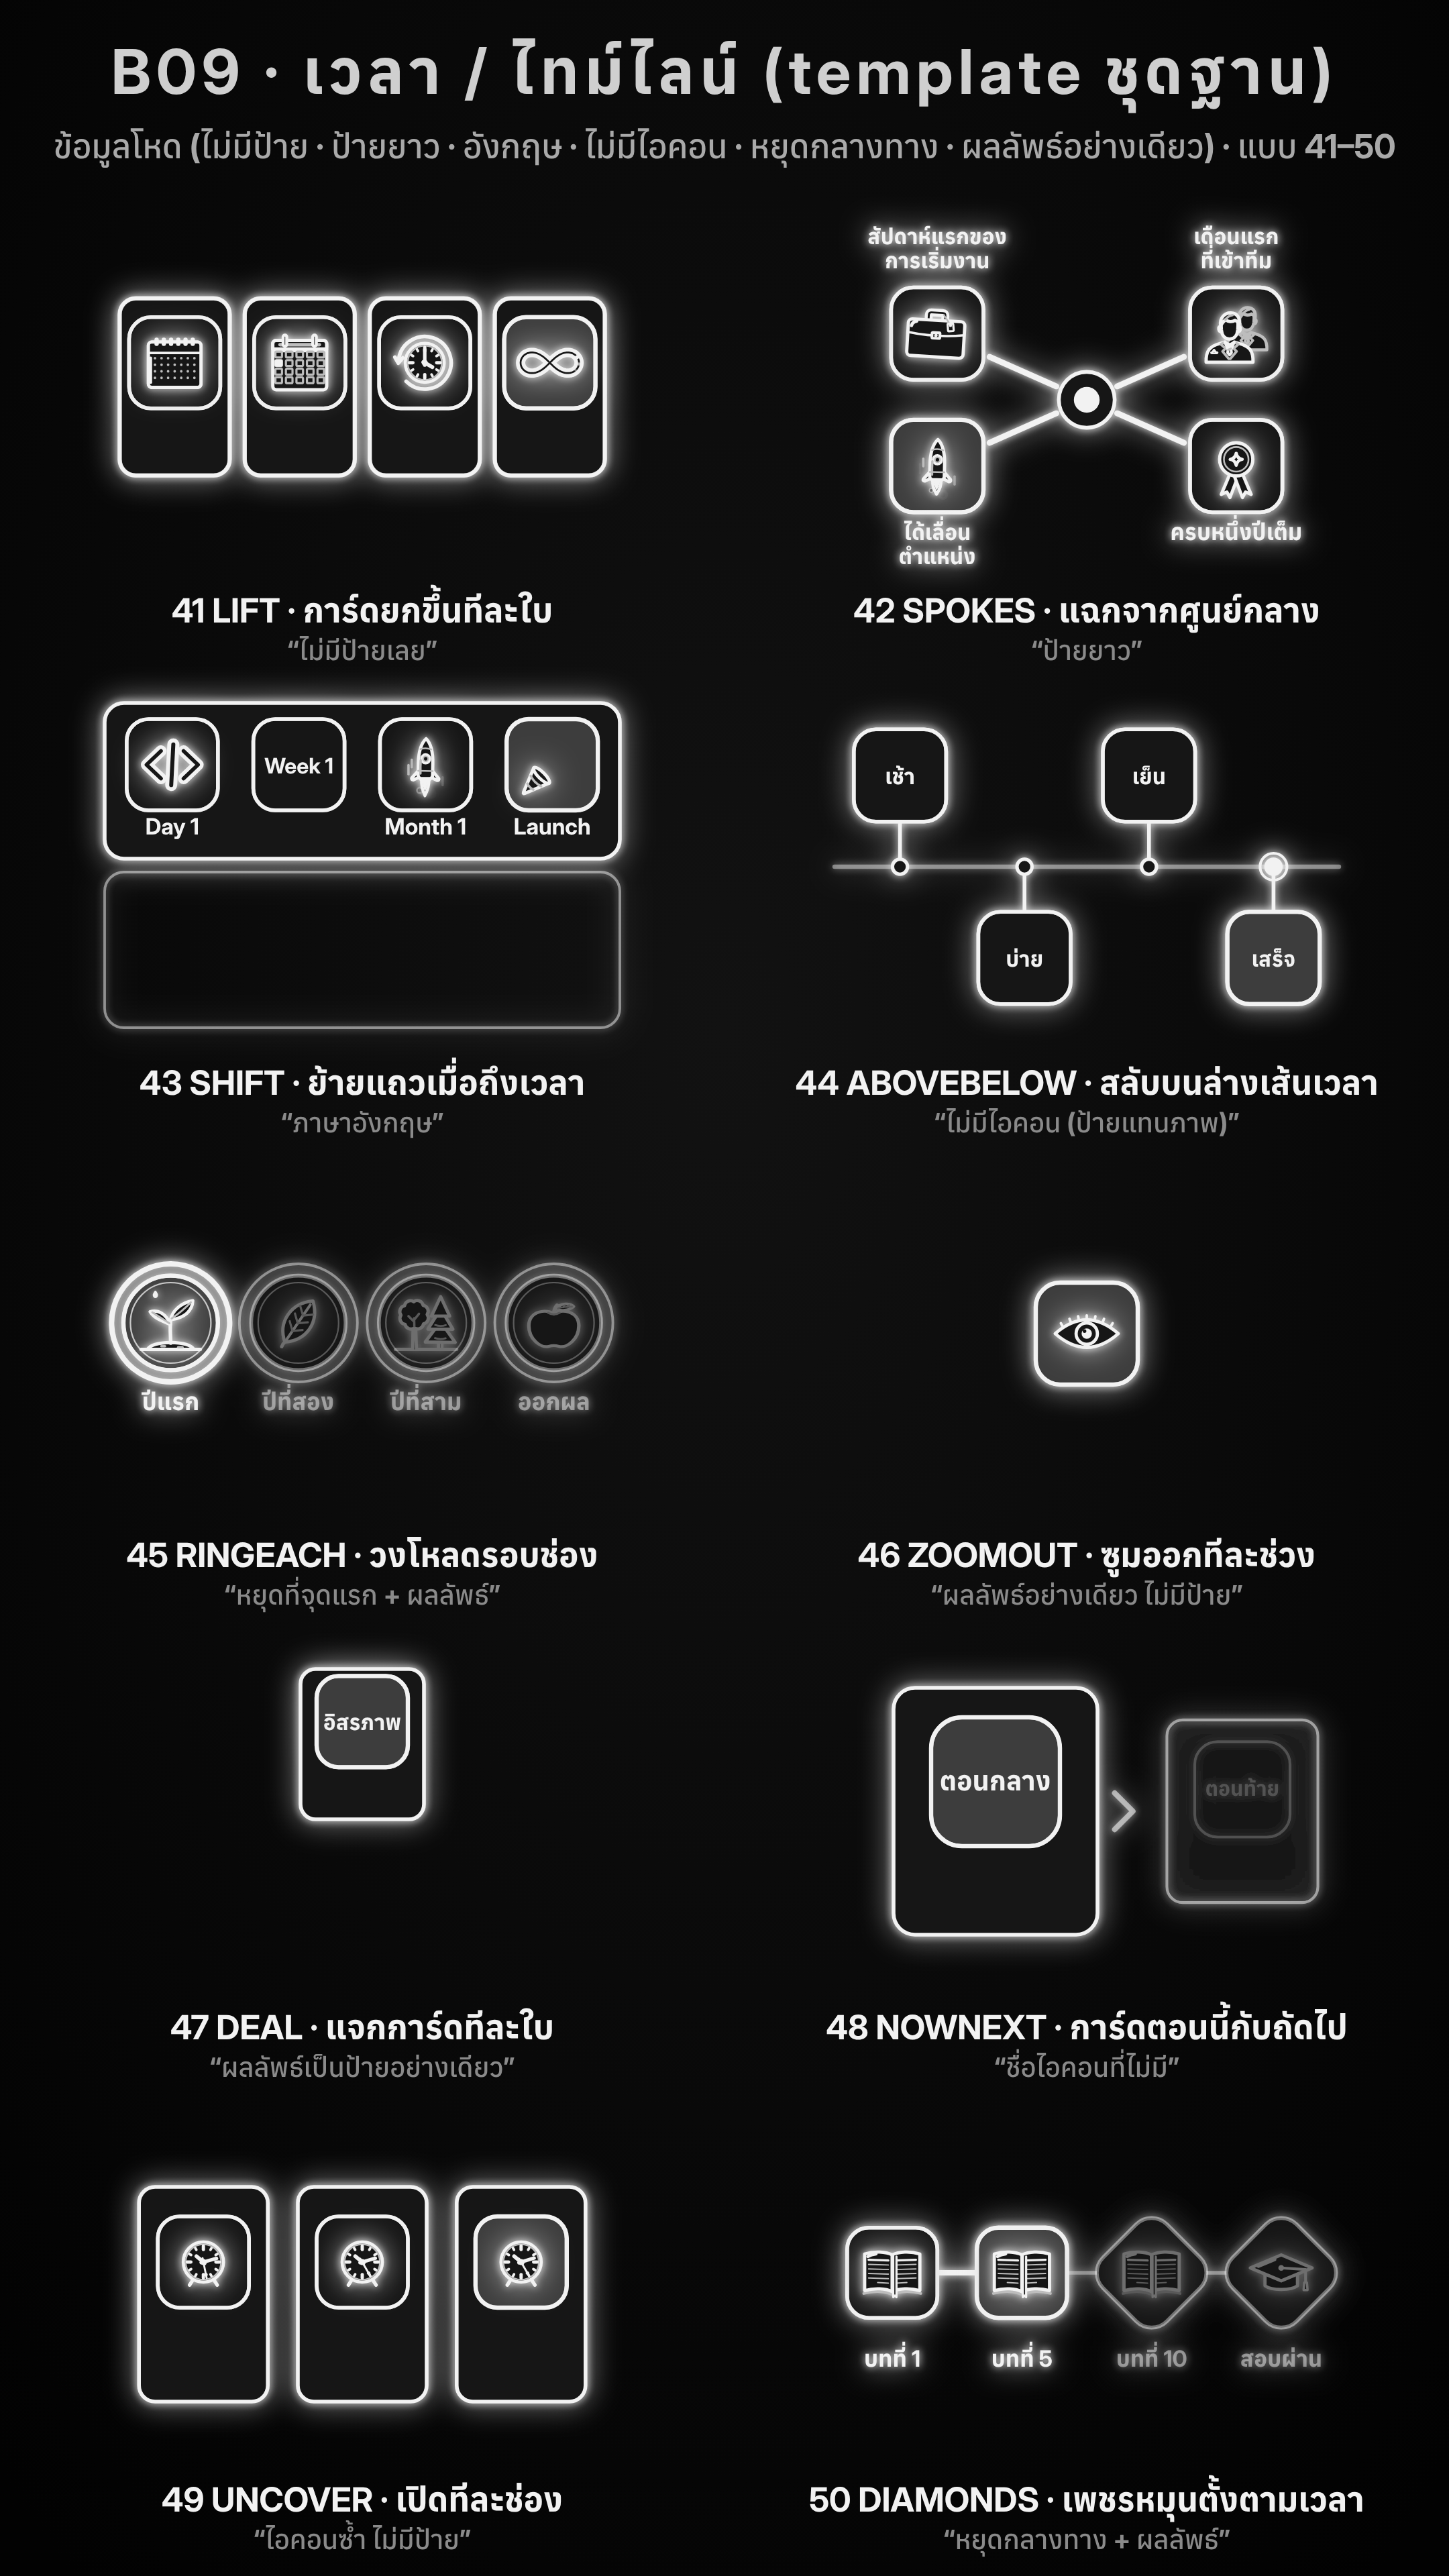 B09 · เวลา / ไทม์ไลน์ (template ชุดฐาน)
ข้อมูลโหด (ไม่มีป้าย · ป้ายยาว · อังกฤษ · ไม่มีไอคอน · หยุดกลางทาง · ผลลัพธ์อย่างเดียว) · แบบ 41–50
สัปดาห์แรกของ
การเริ่มงาน
เดือนแรก
ที่เข้าทีม
ได้เลื่อน
ตำแหน่ง
ครบหนึ่งปีเต็ม
41 LIFT · การ์ดยกขึ้นทีละใบ
“ไม่มีป้ายเลย”
42 SPOKES · แฉกจากศูนย์กลาง
“ป้ายยาว”
Week 1
Day 1
Month 1
Launch
เช้า
เย็น
บ่าย
เสร็จ
43 SHIFT · ย้ายแถวเมื่อถึงเวลา
“ภาษาอังกฤษ”
44 ABOVEBELOW · สลับบนล่างเส้นเวลา
“ไม่มีไอคอน (ป้ายแทนภาพ)”
ปีแรก
ปีที่สอง
ปีที่สาม
ออกผล
45 RINGEACH · วงโหลดรอบช่อง
“หยุดที่จุดแรก + ผลลัพธ์”
46 ZOOMOUT · ซูมออกทีละช่วง
“ผลลัพธ์อย่างเดียว ไม่มีป้าย”
อิสรภาพ
ตอนกลาง
ตอนท้าย
47 DEAL · แจกการ์ดทีละใบ
“ผลลัพธ์เป็นป้ายอย่างเดียว”
48 NOWNEXT · การ์ดตอนนี้กับถัดไป
“ชื่อไอคอนที่ไม่มี”
บทที่ 1
บทที่ 5
บทที่ 10
สอบผ่าน
49 UNCOVER · เปิดทีละช่อง
“ไอคอนซ้ำ ไม่มีป้าย”
50 DIAMONDS · เพชรหมุนตั้งตามเวลา
“หยุดกลางทาง + ผลลัพธ์”